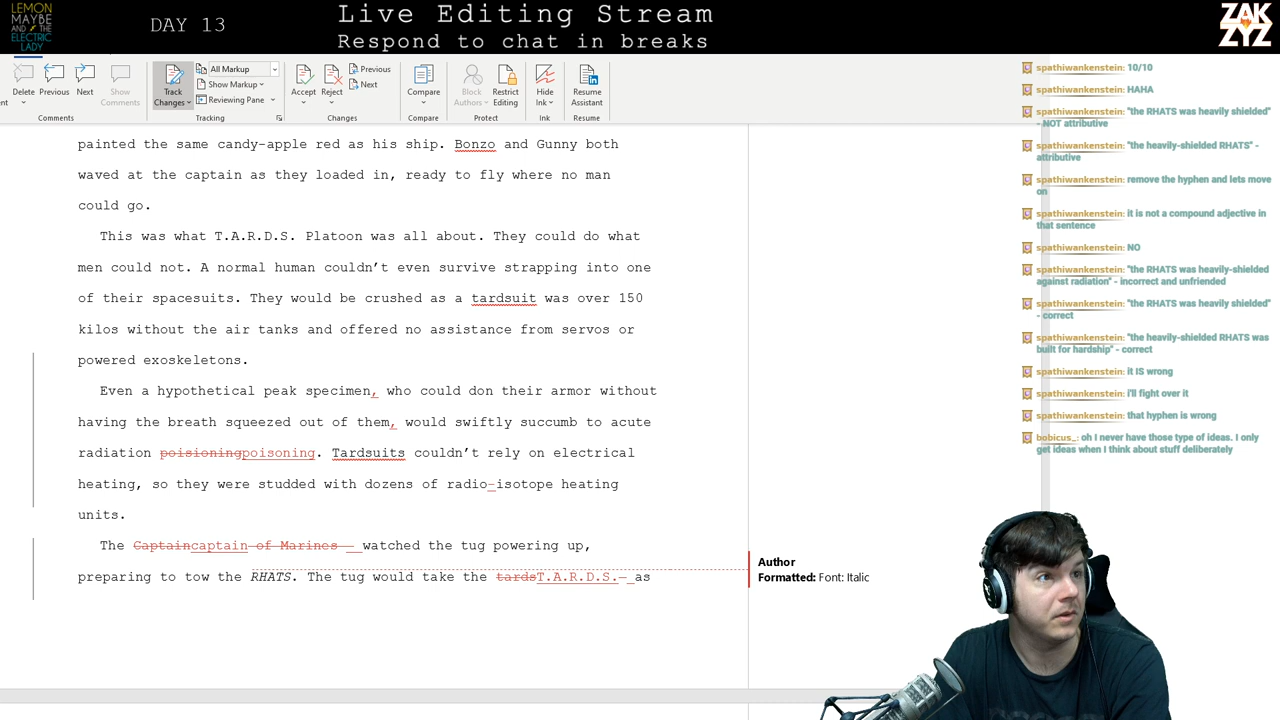 LEMON
MAYBE
AND THE
ELECTRIC
LADY
DAY 13
Live Editing Stream
Respond to chat in breaks
ZAK
ZYZ
Delete
Previous
Next
Show
Comments
Comments
Track
Changes
All Markup
Show Markup
Reviewing Pane
Tracking
Accept
Reject
Previous
Next
Changes
Compare
Compare
Block
Authors
Restrict
Editing
Protect
Hide
Ink
Ink
Resume
Assistant
Resume
painted the same candy-apple red as his ship. Bonzo and Gunny both
waved at the captain as they loaded in, ready to fly where no man
could go.
This was what T.A.R.D.S. Platoon was all about. They could do what
men could not. A normal human couldn’t even survive strapping into one
of their spacesuits. They would be crushed as a tardsuit was over 150
kilos without the air tanks and offered no assistance from servos or
powered exoskeletons.
Even a hypothetical peak specimen, who could don their armor without
having the breath squeezed out of them, would swiftly succumb to acute
radiation poisioningpoisoning. Tardsuits couldn’t rely on electrical
heating, so they were studded with dozens of radio-isotope heating
units.
The Captaincaptain of Marines watched the tug powering up,
preparing to tow the RHATS. The tug would take the tardsT.A.R.D.S. as
Author
Formatted: Font: Italic
spathiwankenstein: 10/10
spathiwankenstein: HAHA
spathiwankenstein: "the RHATS was heavily shielded"
- NOT attributive
spathiwankenstein: "the heavily-shielded RHATS" -
attributive
spathiwankenstein: remove the hyphen and lets move
on
spathiwankenstein: it is not a compound adjective in
that sentence
spathiwankenstein: NO
spathiwankenstein: "the RHATS was heavily-shielded
against radiation" - incorrect and unfriended
spathiwankenstein: "the RHATS was heavily shielded"
- correct
spathiwankenstein: "the heavily-shielded RHATS was
built for hardship" - correct
spathiwankenstein: it IS wrong
spathiwankenstein: i'll fight over it
spathiwankenstein: that hyphen is wrong
bobicus_: oh I never have those type of ideas. I only
get ideas when I think about stuff deliberately